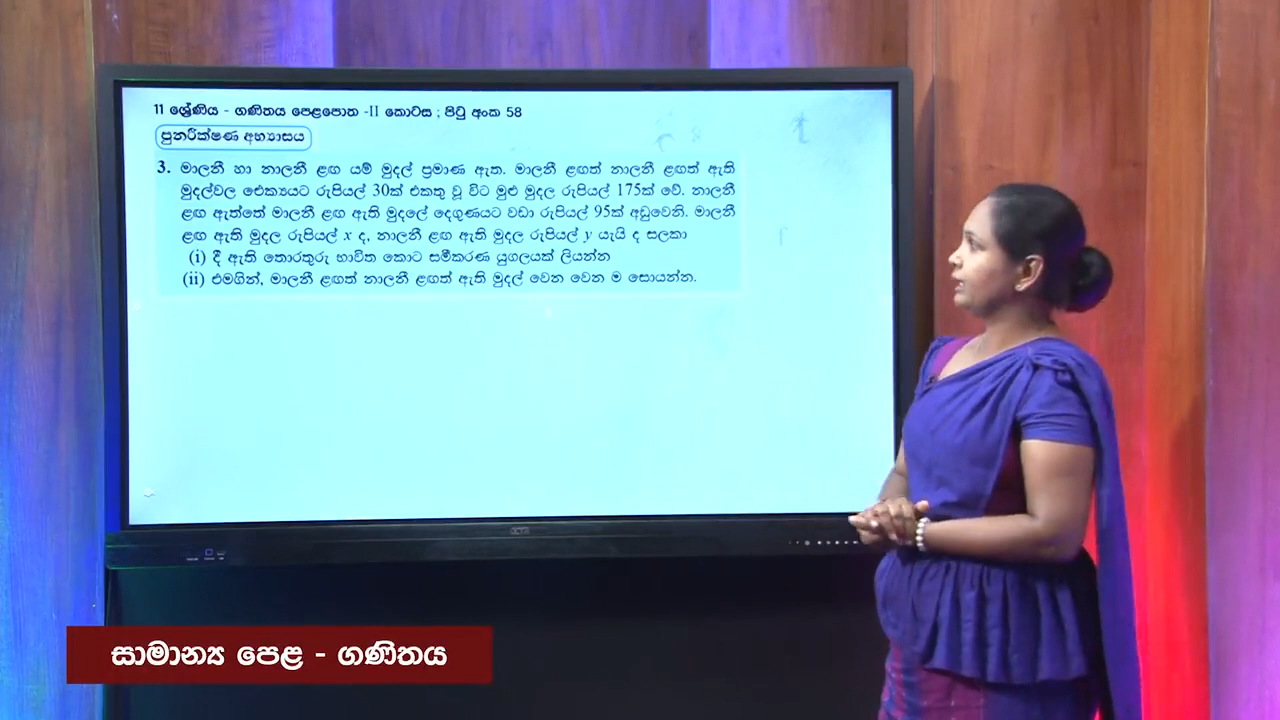 11 ශ්‍රේණිය - ගණිතය පෙළපොත -II කොටස ; පිටු අංක 58
පුනරීක්ෂණ අභ්‍යාසය
3. මාලනී හා නාලනී ළඟ යම් මුදල් ප්‍රමාණ ඇත. මාලනී ළඟත් නාලනී ළඟත් ඇති
මුදල්වල ඓක්‍යයට රුපියල් 30ක් එකතු වූ විට මුළු මුදල රුපියල් 175ක් වේ. නාලනී
ළඟ ඇත්තේ මාලනී ළඟ ඇති මුදලේ දෙගුණයට වඩා රුපියල් 95ක් අඩුවෙනි. මාලනී
ළඟ ඇති මුදල රුපියල් x ද, නාලනී ළඟ ඇති මුදල රුපියල් y යැයි ද සලකා
(i) දී ඇති තොරතුරු භාවිත කොට සමීකරණ යුගලයක් ලියන්න
(ii) එමගින්, මාලනී ළඟත් නාලනී ළඟත් ඇති මුදල් වෙන වෙන ම සොයන්න.
සාමාන්‍ය පෙළ - ගණිතය